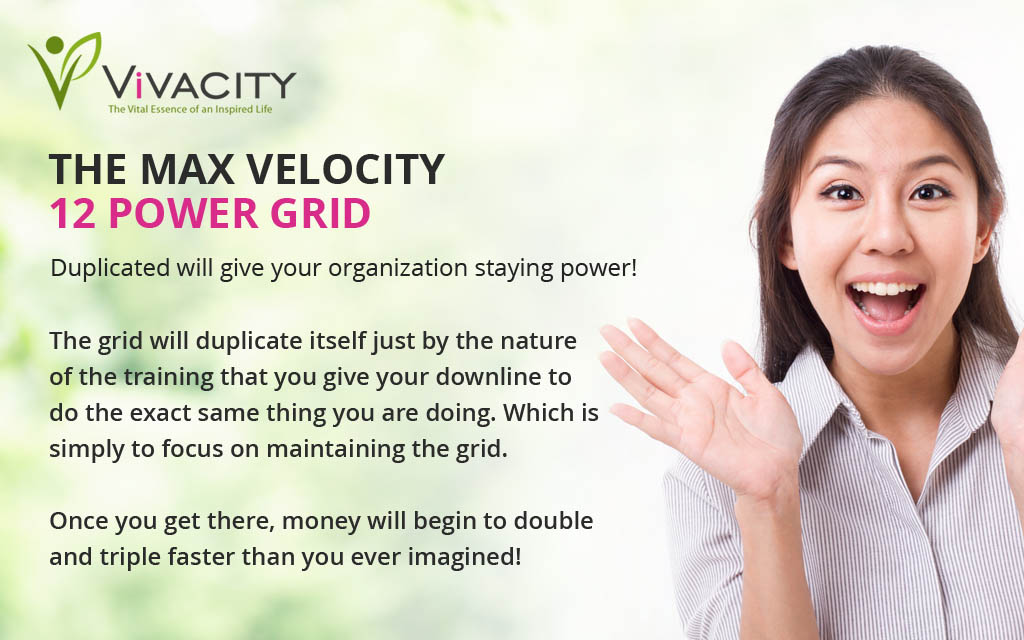 ViVACITY
The Vital Essence of an Inspired Life
THE MAX VELOCITY
12 POWER GRID
Duplicated will give your organization staying power!
The grid will duplicate itself just by the nature
of the training that you give your downline to
do the exact same thing you are doing. Which is
simply to focus on maintaining the grid.
Once you get there, money will begin to double
and triple faster than you ever imagined!